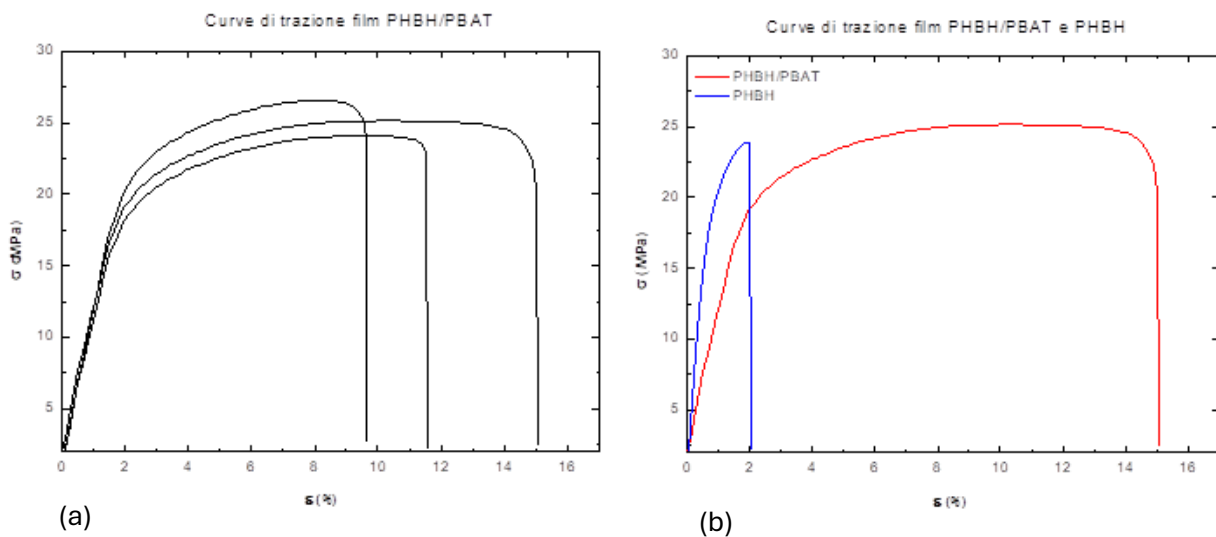 Curve di trazione film PHBH/PBAT
30
25
20
15
10
5
σ dMPa
0 2 4 6 8 10 12 14 16
ε (%)
(a)
Curve di trazione film PHBH/PBAT e PHBH
PHBH/PBAT
PHBH
30
25
20
15
10
5
σ (/MPa)
0 2 4 6 8 10 12 14 16
ε (%)
(b)